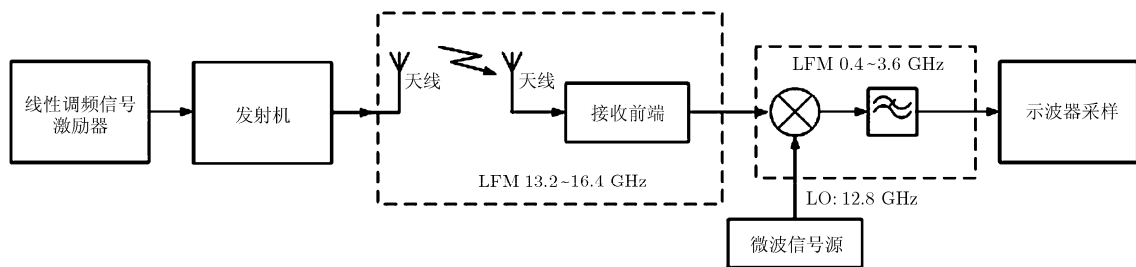 线性调频信号
激励器
发射机
天线
天线
接收前端
LFM 13.2~16.4 GHz
LFM 0.4~3.6 GHz
LO: 12.8 GHz
微波信号源
示波器采样